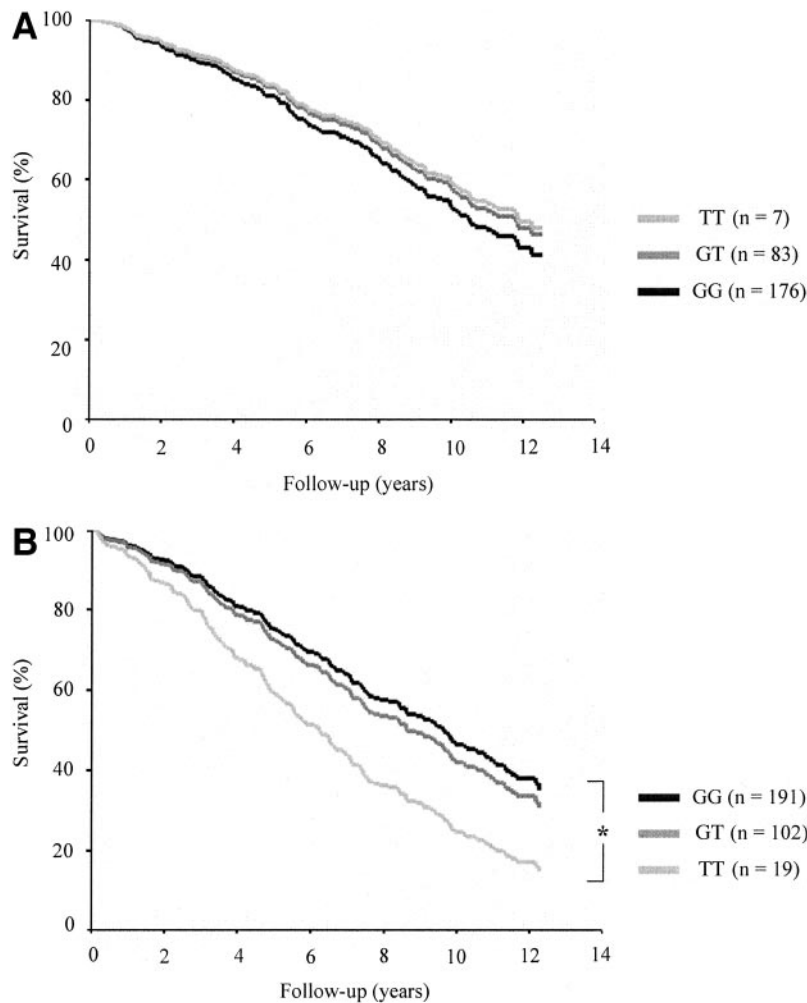 A
100
80
60
40
20
0
Survival (%)
0 2 4 6 8 10 12 14
Follow-up (years)
TT (n = 7)
GT (n = 83)
GG (n = 176)
B
100
80
60
40
20
0
Survival (%)
0 2 4 6 8 10 12 14
Follow-up (years)
*
GG (n = 191)
GT (n = 102)
TT (n = 19)